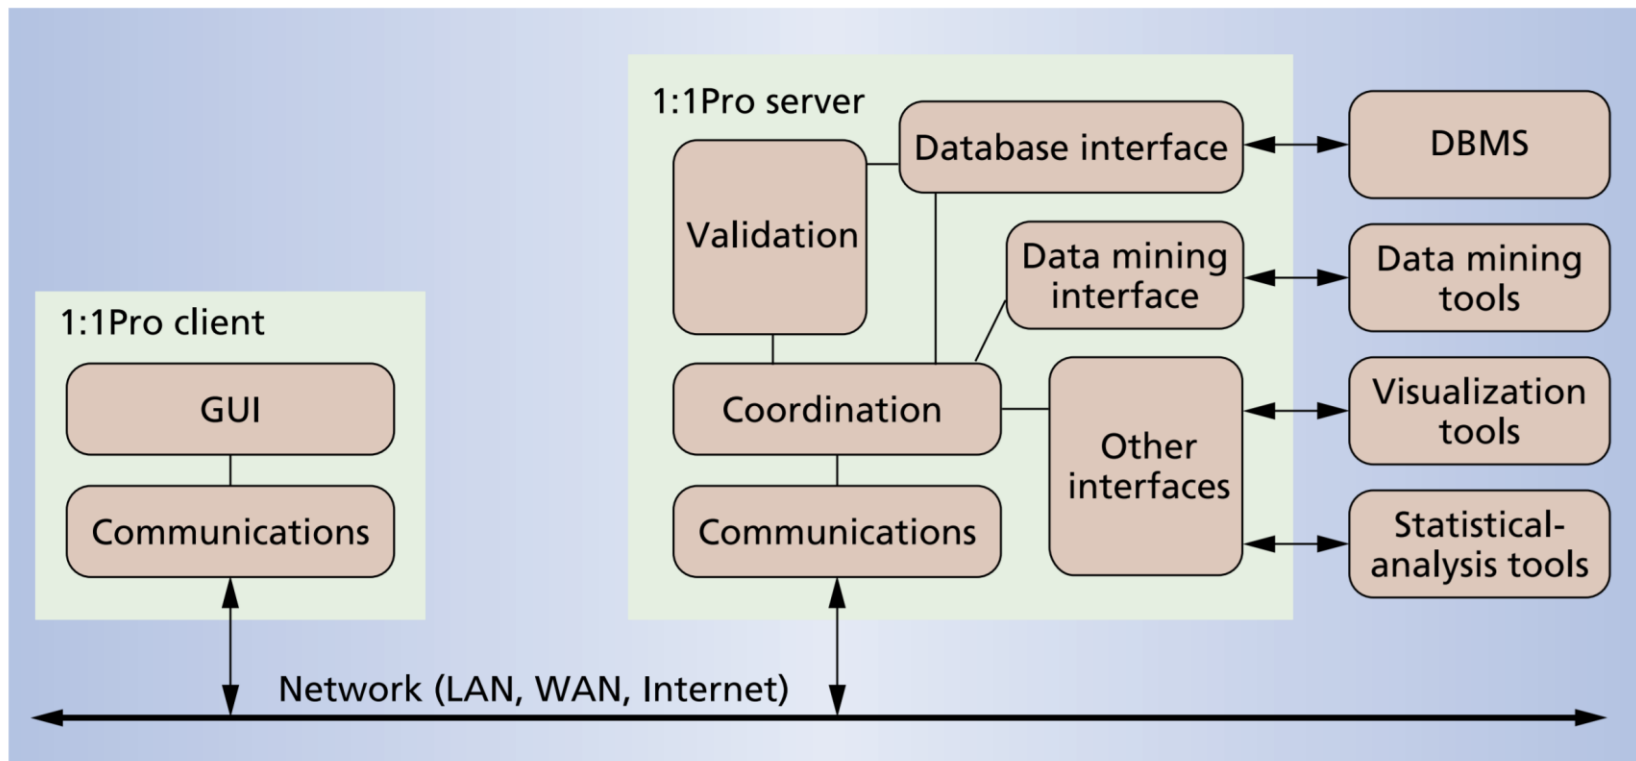 1:1Pro server
Database interface
DBMS
Validation
Data mining
interface
Data mining
tools
1:1Pro client
GUI
Coordination
Other
interfaces
Visualization
tools
Communications
Communications
Statistical-
analysis tools
Network (LAN, WAN, Internet)